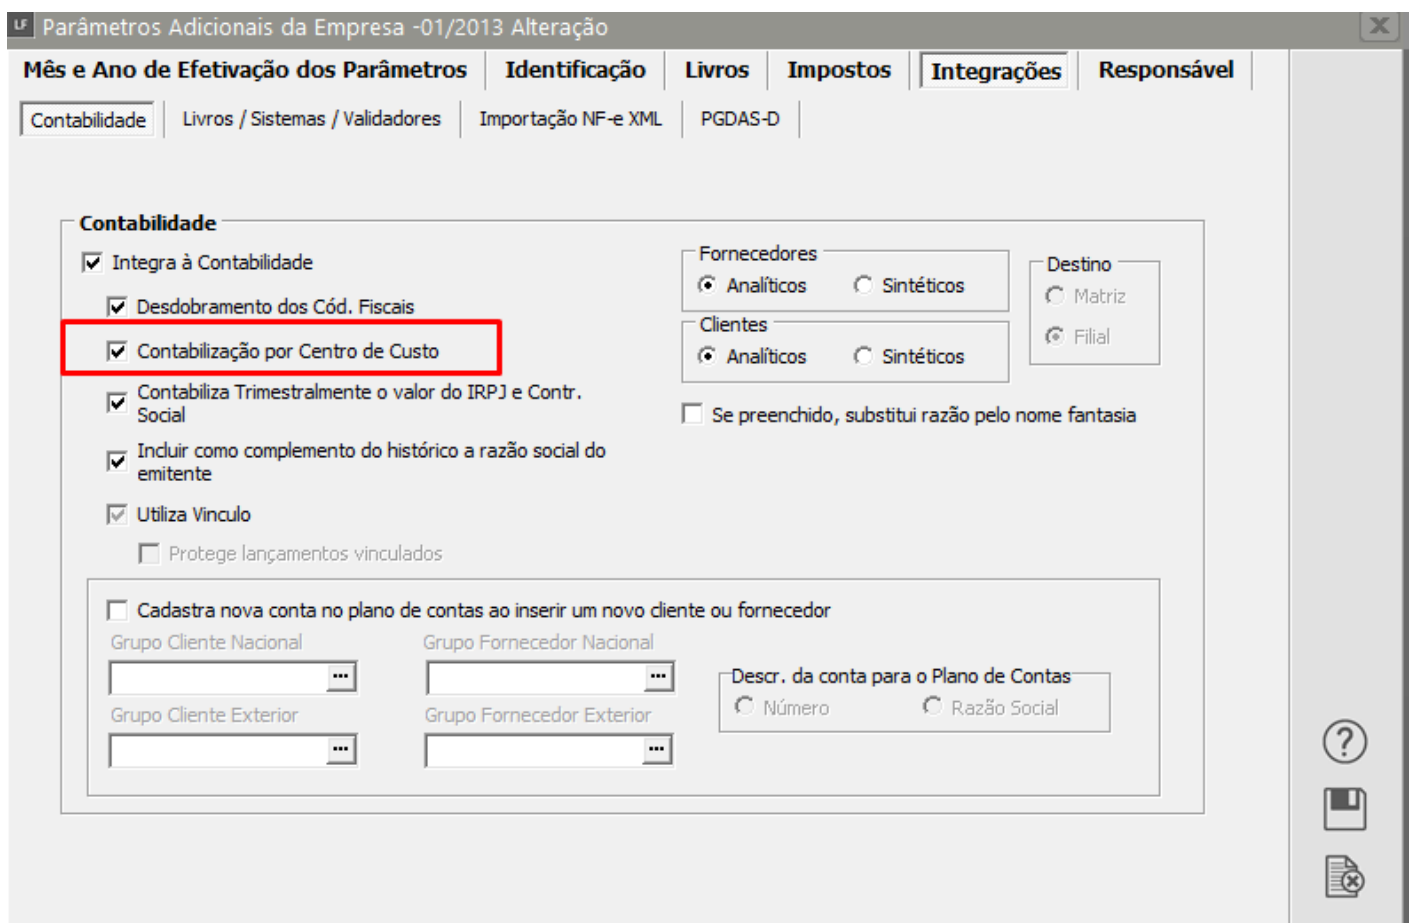 LF Parâmetros Adicionais da Empresa -01/2013 Alteração X
Mês e Ano de Efetivação dos Parâmetros Identificação Livros Impostos Integrações Responsável
Contabilidade Livros / Sistemas / Validadores Importação NF-e XML PGDAS-D
Contabilidade
Integra à Contabilidade
Desdobramento dos Cód. Fiscais
Contabilização por Centro de Custo
Contabiliza Trimestralmente o valor do IRPJ e Contr.
Social
Incluir como complemento do histórico a razão social do
emitente
Utiliza Vinculo
Protege lançamentos vinculados
Fornecedores
Analíticos Sintéticos
Clientes
Analíticos Sintéticos
Destino
Matriz
Filial
Se preenchido, substitui razão pelo nome fantasia
Cadastra nova conta no plano de contas ao inserir um novo cliente ou fornecedor
Grupo Cliente Nacional Grupo Fornecedor Nacional
... ...
Grupo Cliente Exterior Grupo Fornecedor Exterior
... ...
Descr. da conta para o Plano de Contas
Número Razão Social
?